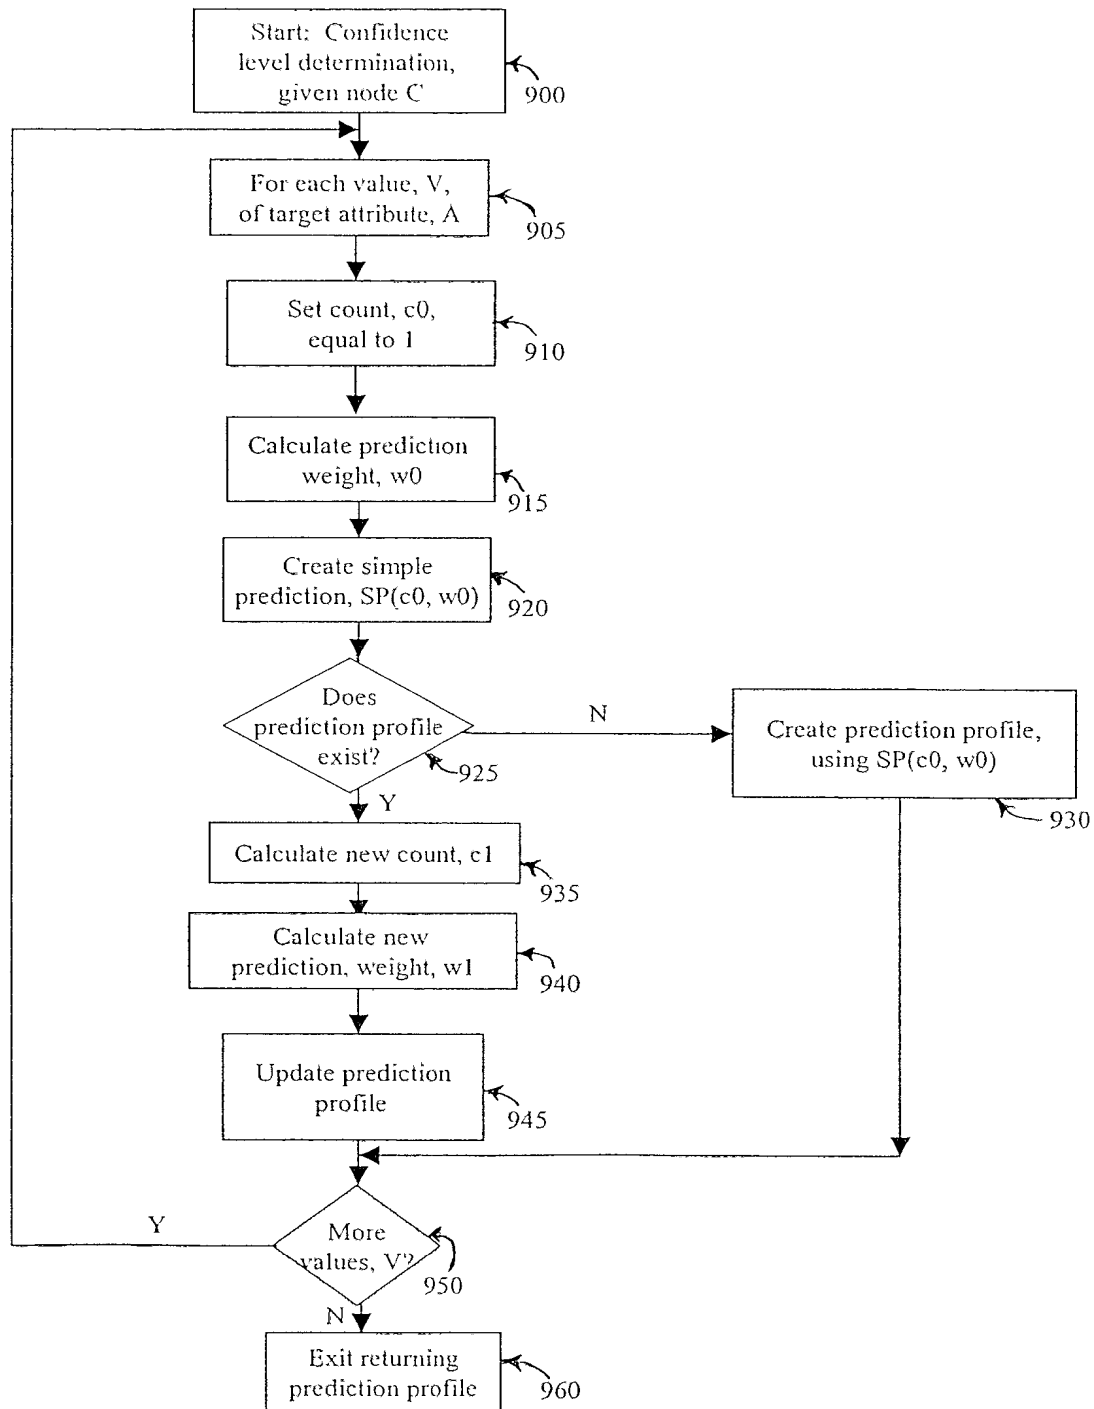 Start: Confidence
level determination,
given node C
900
For each value, V,
of target attribute, A
905
Set count, c0,
equal to 1
910
Calculate prediction
weight, w0
915
Create simple
prediction, SP(c0, w0)
920
Does
prediction profile
exist?
925
N
Create prediction profile,
using SP(c0, w0)
930
Y
Calculate new count, c1
935
Calculate new
prediction, weight, w1
940
Update prediction
profile
945
Y
More
values, V?
950
N
Exit returning
prediction profile
960